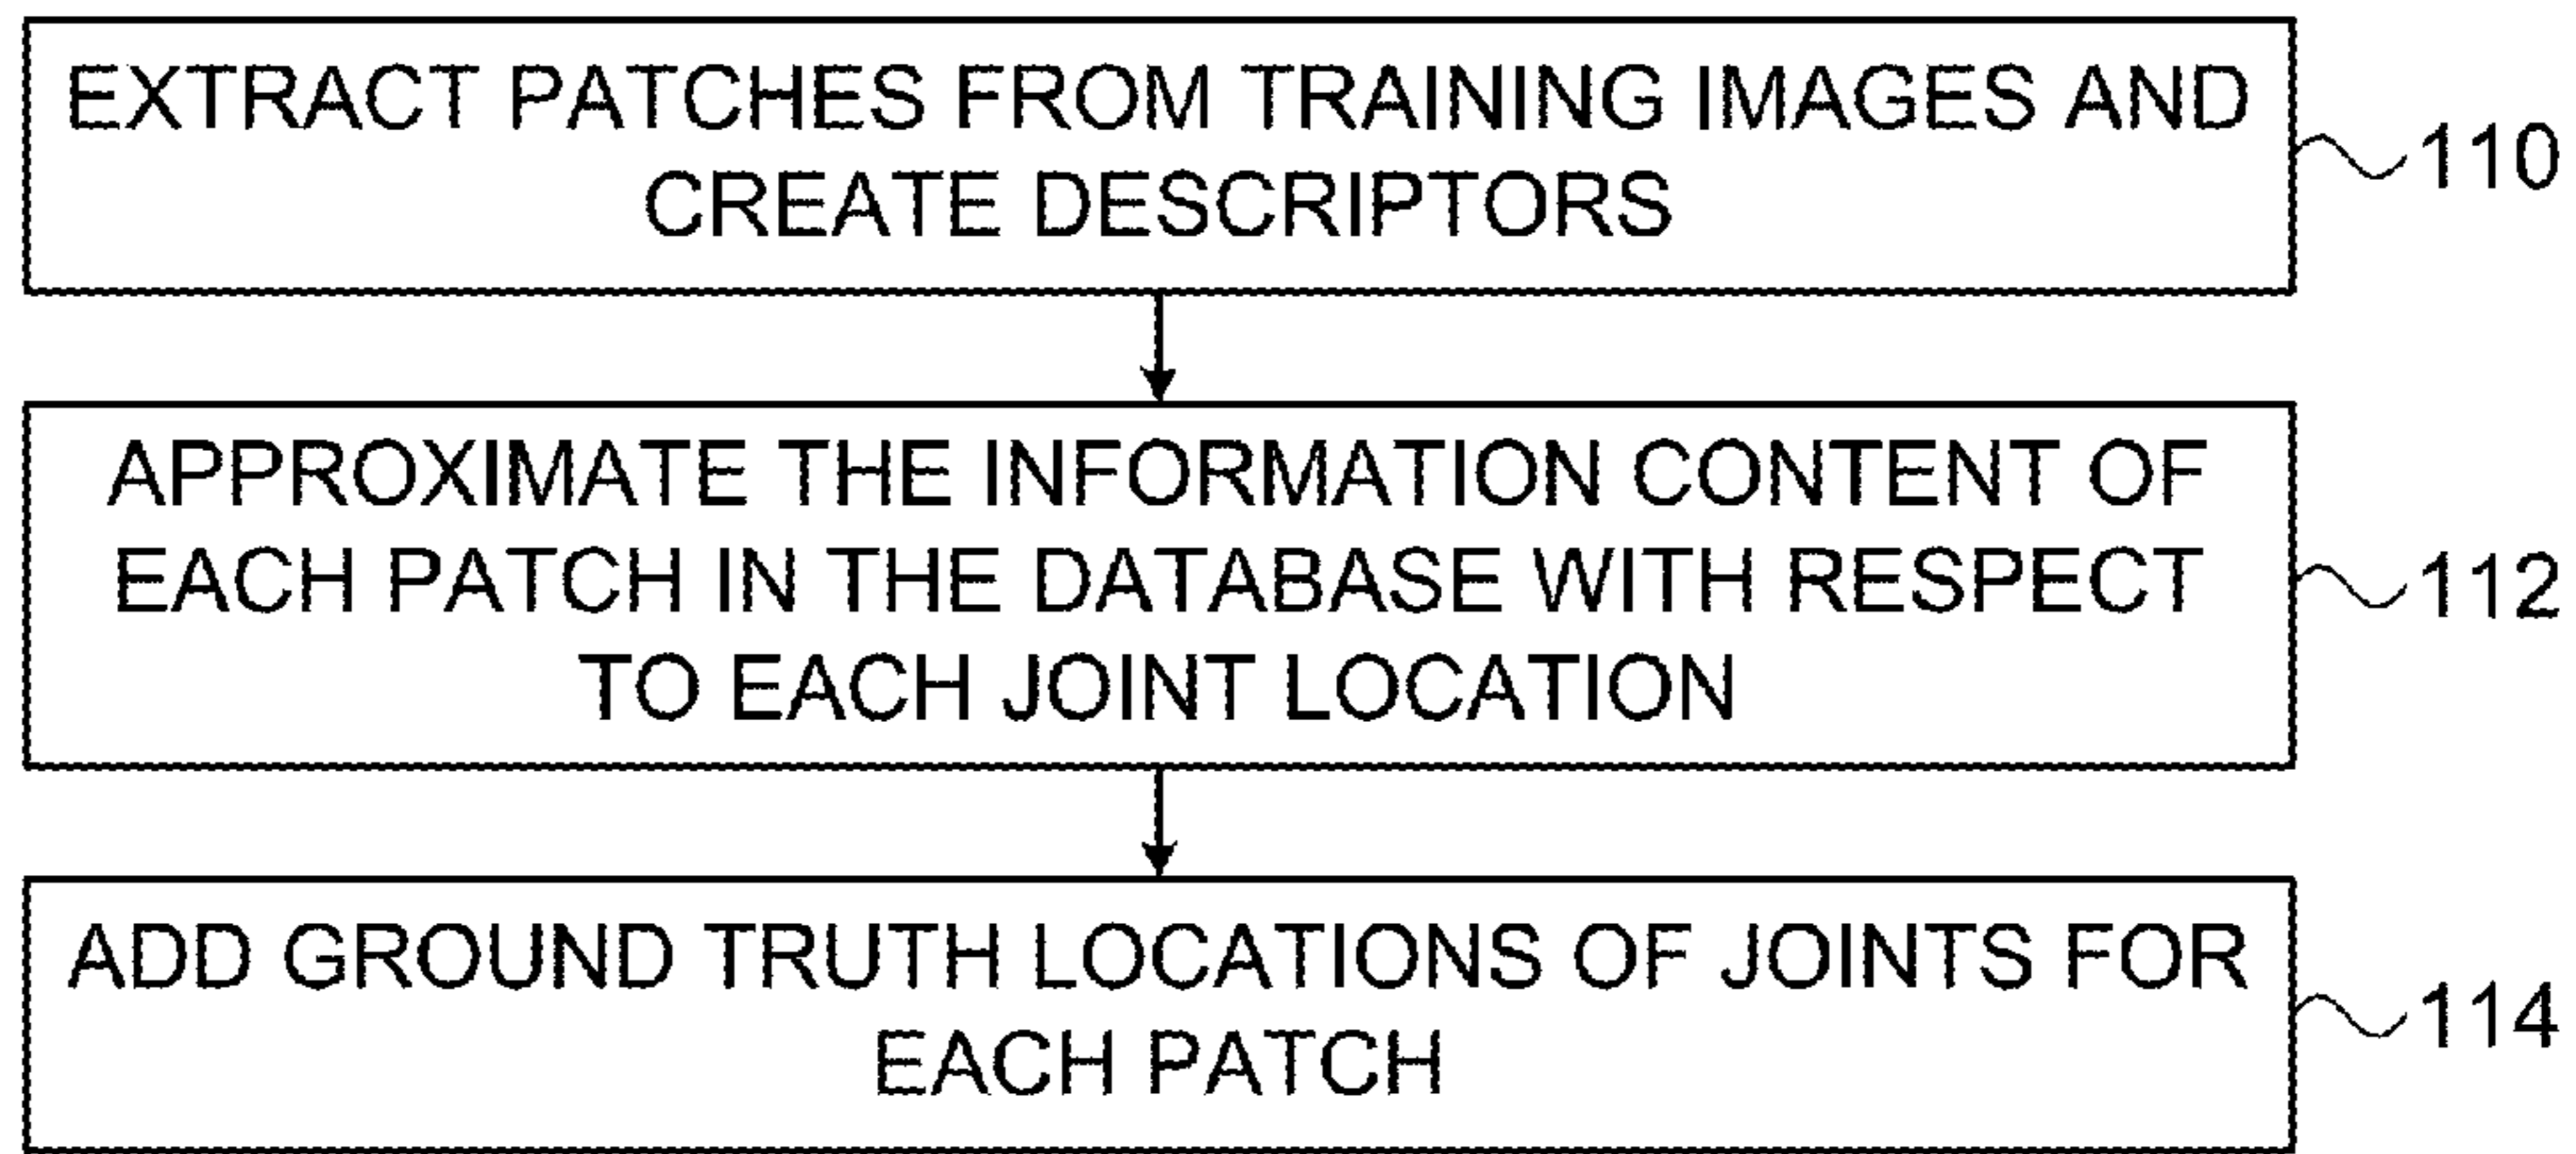 EXTRACT PATCHES FROM TRAINING IMAGES AND
CREATE DESCRIPTORS
110
APPROXIMATE THE INFORMATION CONTENT OF
EACH PATCH IN THE DATABASE WITH RESPECT
TO EACH JOINT LOCATION
112
ADD GROUND TRUTH LOCATIONS OF JOINTS FOR
EACH PATCH
114